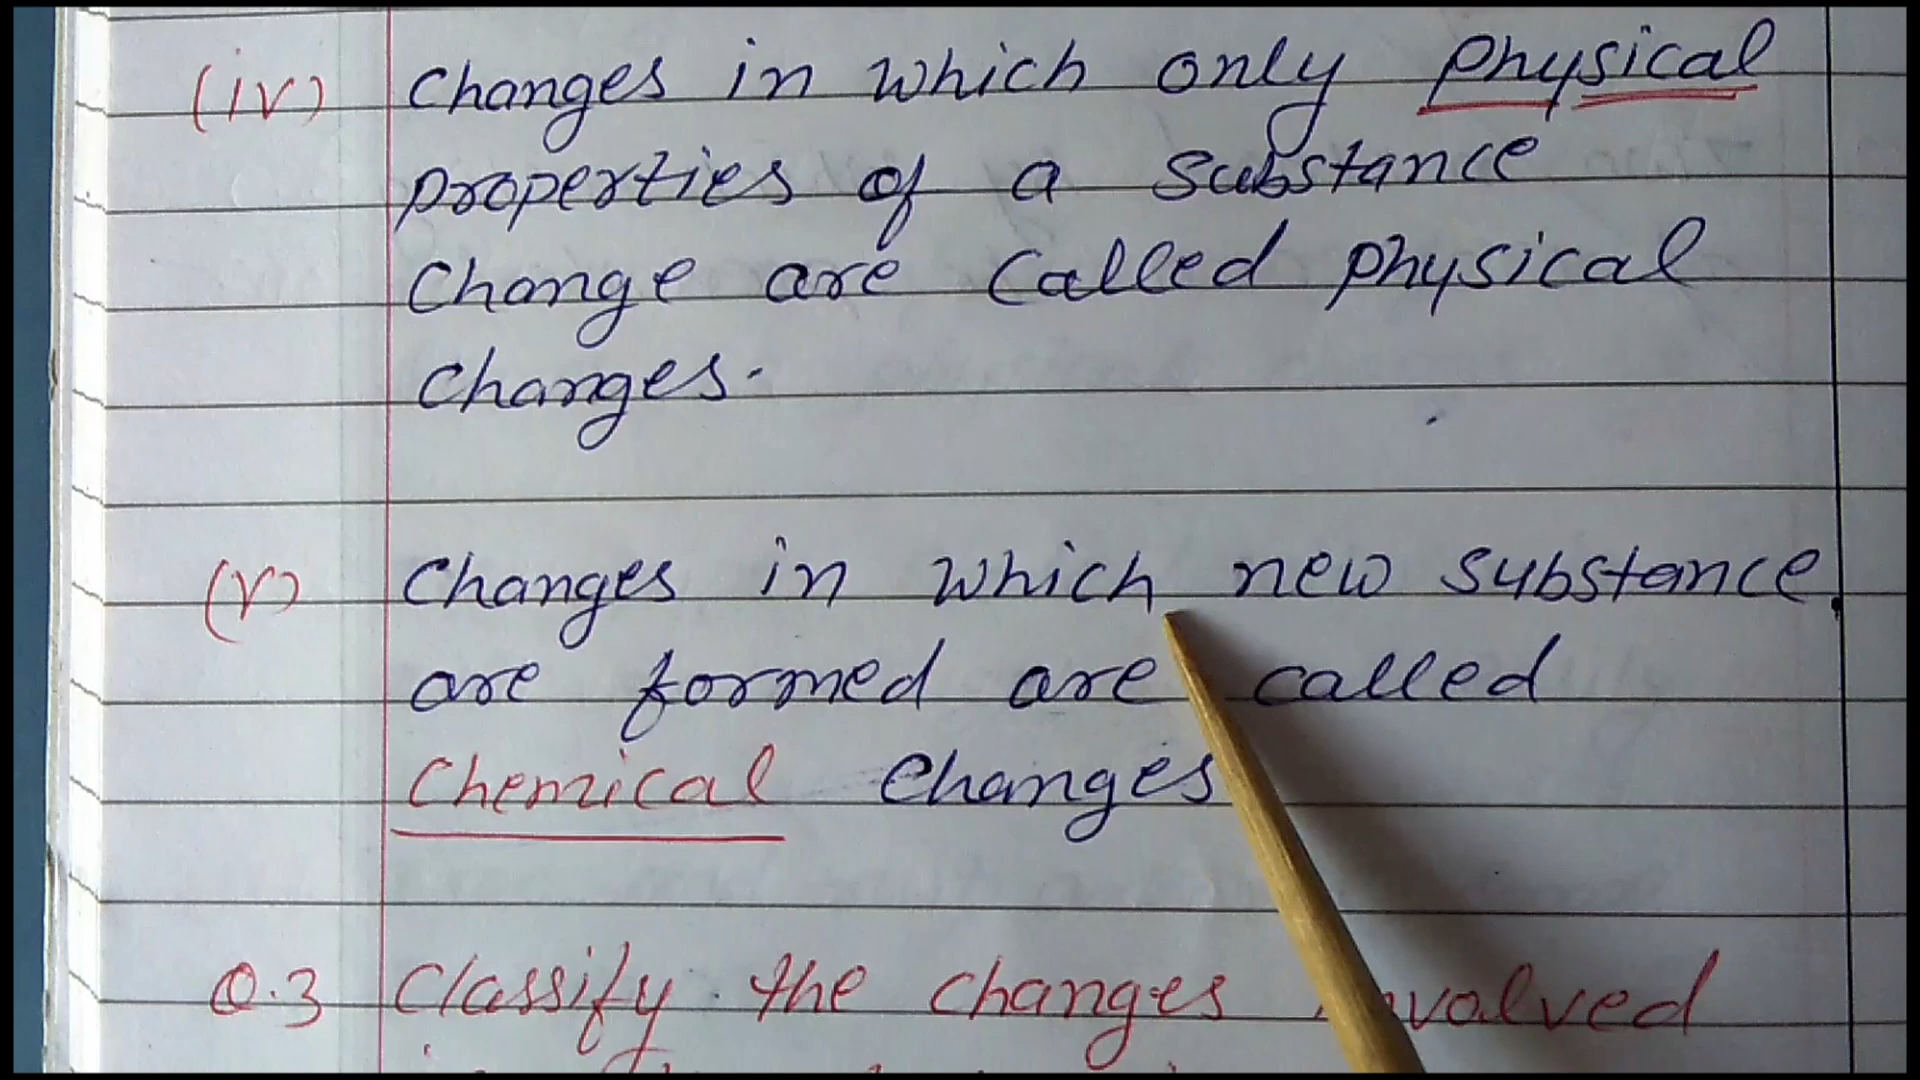 (iv) Changes in which only physical
properties of a substance
change are called physical
changes.
(v) Changes in which new substance
are formed are called
Chemical changes
Q.3 Classify the changes involved